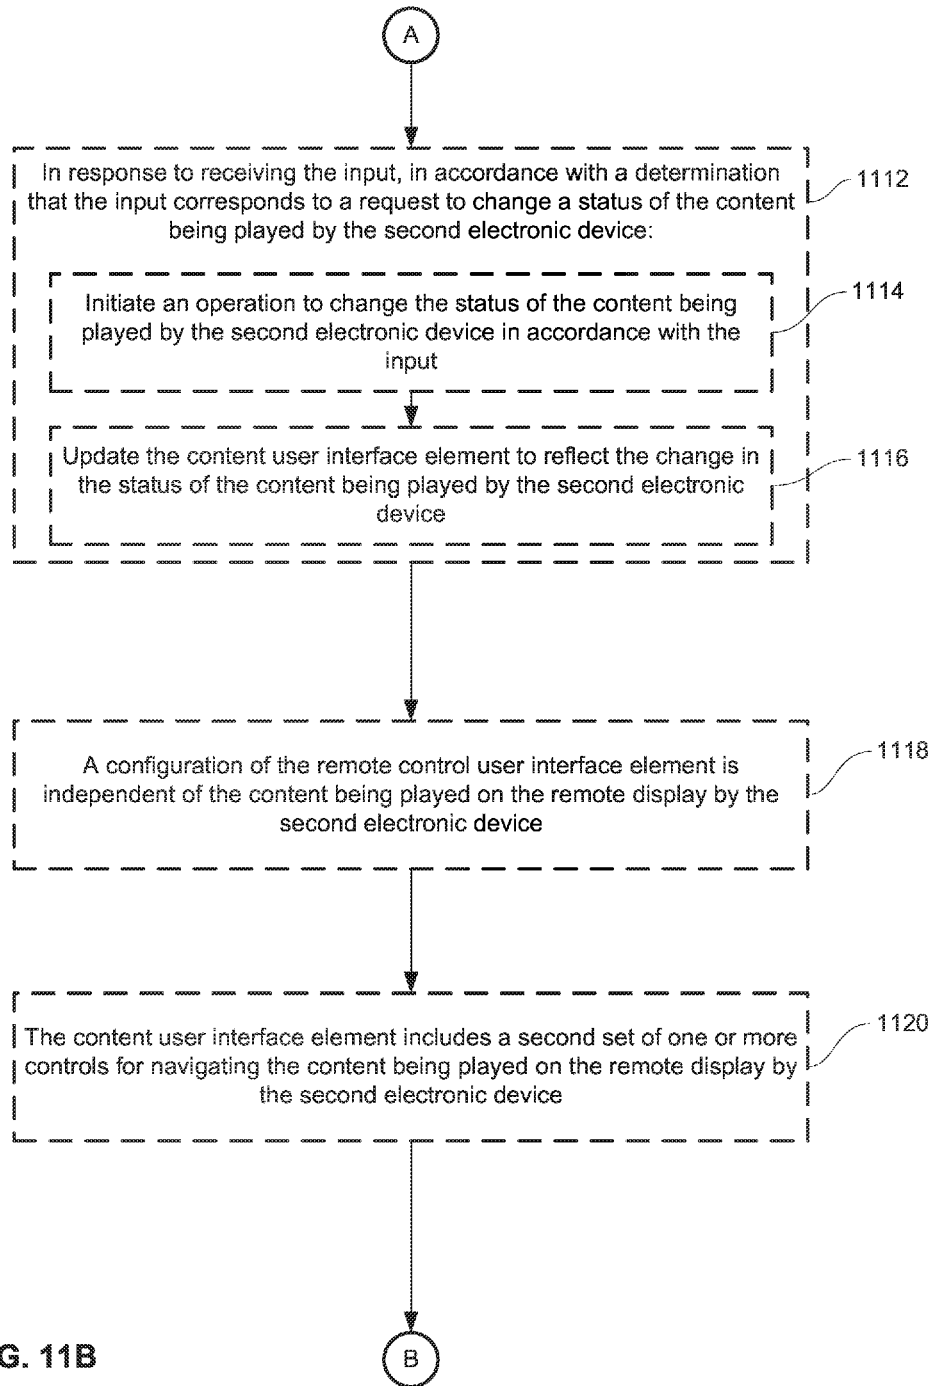 A
In response to receiving the input, in accordance with a determination
that the input corresponds to a request to change a status of the content
being played by the second electronic device:
1112
Initiate an operation to change the status of the content being
played by the second electronic device in accordance with the
input
1114
Update the content user interface element to reflect the change in
the status of the content being played by the second electronic
device
1116
A configuration of the remote control user interface element is
independent of the content being played on the remote display by the
second electronic device
1118
The content user interface element includes a second set of one or more
controls for navigating the content being played on the remote display by
the second electronic device
1120
G. 11B
B